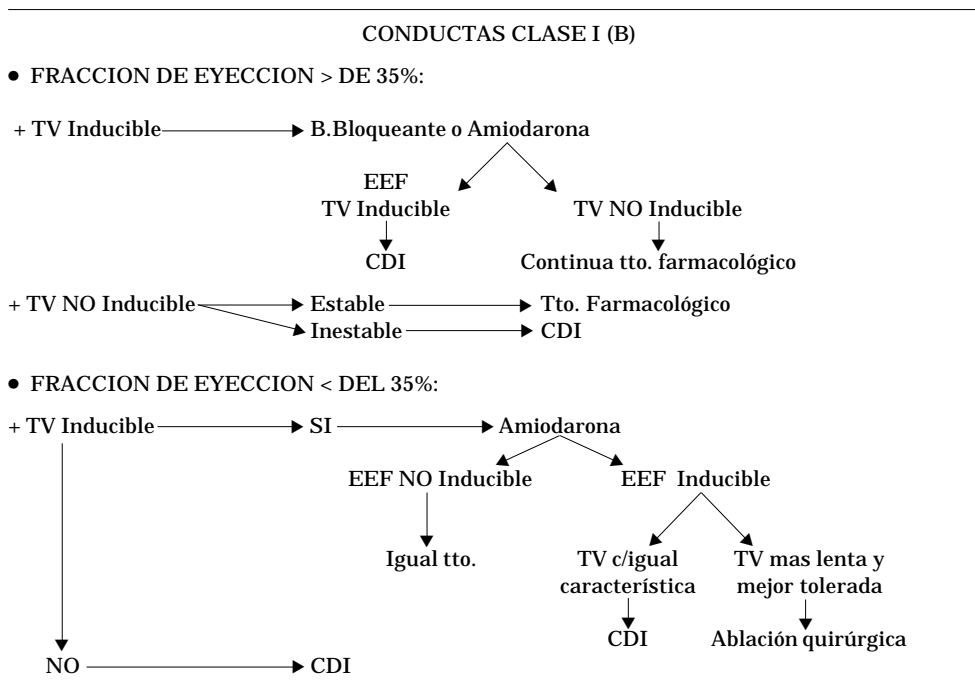 CONDUCTAS CLASE I (B)
• FRACCION DE EYECCION > DE 35%:
+ TV Inducible B.Bloqueante o Amiodarona
EEF
TV Inducible TV NO Inducible
CDI Continua tto. farmacológico
+ TV NO Inducible Estable Tto. Farmacológico
Inestable CDI
• FRACCION DE EYECCION < DEL 35%:
+ TV Inducible SI Amiodarona
EEF NO Inducible EEF Inducible
Igual tto. TV c/igual TV mas lenta y
característica mejor tolerada
CDI Ablación quirúrgica
NO CDI